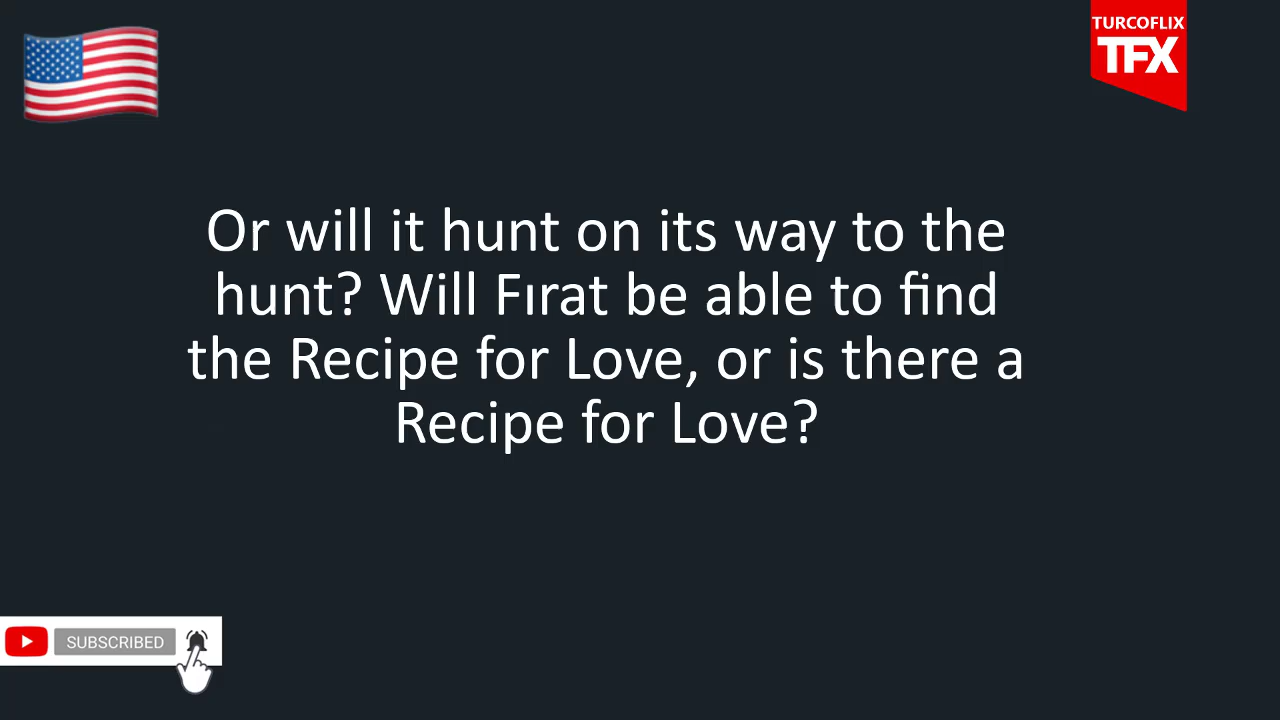 TURCOFLIX
TFX
Or will it hunt on its way to the
hunt? Will Fırat be able to find
the Recipe for Love, or is there a
Recipe for Love?
SUBSCRIBED